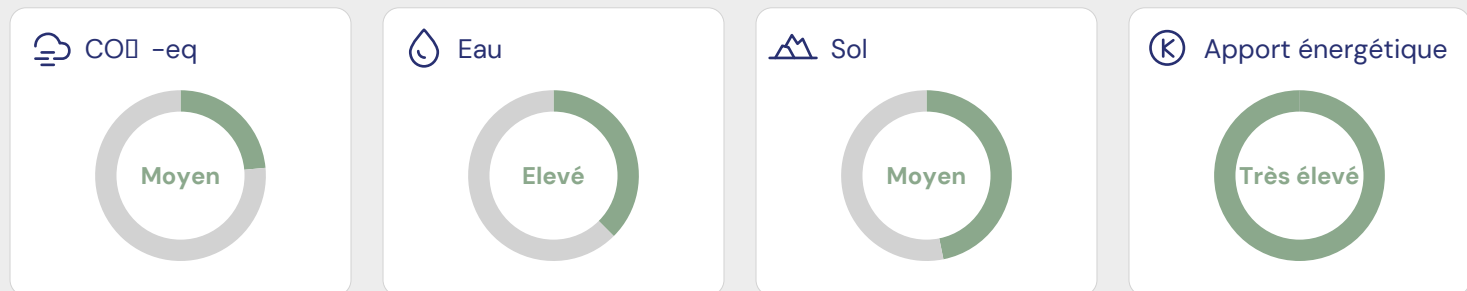 CO▯ -eq
Moyen
Eau
Elevé
Sol
Moyen
Apport énergétique
Très élevé